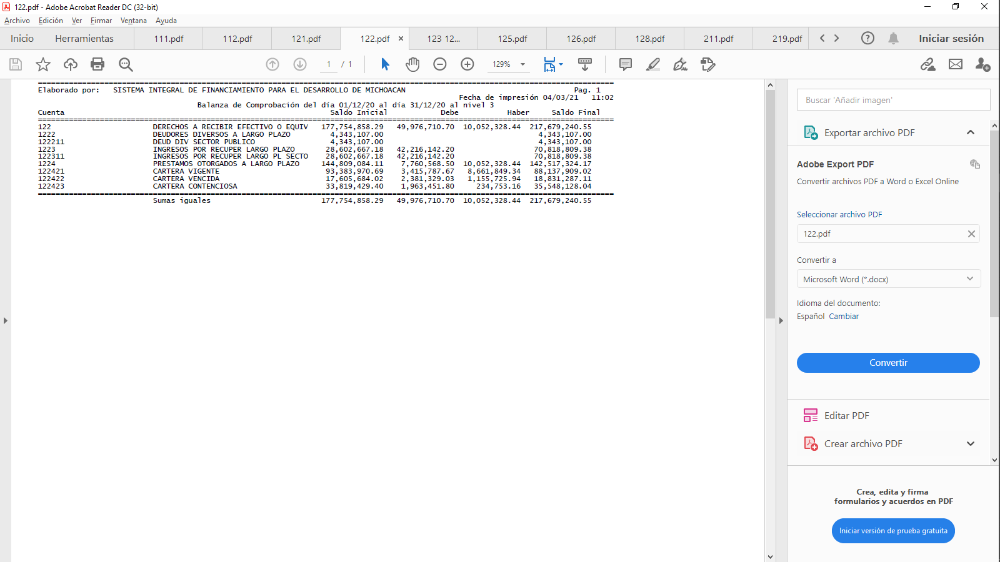 122.pdf - Adobe Acrobat Reader DC (32-bit)
Archivo Edición Ver Firmar Ventana Ayuda
Inicio Herramientas 111.pdf 112.pdf 121.pdf 122.pdf 123 12... 125.pdf 126.pdf 128.pdf 211.pdf 219.pdf Iniciar sesión
1 / 1 129%
Elaborado por: SISTEMA INTEGRAL DE FINANCIAMIENTO PARA EL DESARROLLO DE MICHOACAN Pag. 1
Fecha de impresión 04/03/21 11:02
Balanza de Comprobación del día 01/12/20 al día 31/12/20 al nivel 3
Cuenta Saldo Inicial Debe Haber Saldo Final
122 DERECHOS A RECIBIR EFECTIVO O EQUIV 177,754,858.29 49,976,710.70 10,052,328.44 217,679,240.55
1222 DEUDORES DIVERSOS A LARGO PLAZO 4,343,107.00 4,343,107.00
122211 DEUD DIV SECTOR PUBLICO 4,343,107.00 4,343,107.00
1223 INGRESOS POR RECUPER LARGO PLAZO 28,602,667.18 42,216,142.20 70,818,809.38
122311 INGRESOS POR RECUPER LARGO PL SECTO 28,602,667.18 42,216,142.20 70,818,809.38
1224 PRESTAMOS OTORGADOS A LARGO PLAZO 144,809,084.11 7,760,568.50 10,052,328.44 142,517,324.17
122421 CARTERA VIGENTE 93,383,970.69 3,415,787.67 8,661,849.34 88,137,909.02
122422 CARTERA VENCIDA 17,605,684.02 2,381,329.03 1,155,725.94 18,831,287.11
122423 CARTERA CONTENCIOSA 33,819,429.40 1,963,451.80 234,753.16 35,548,128.04
Sumas iguales 177,754,858.29 49,976,710.70 10,052,328.44 217,679,240.55
Buscar 'Añadir imagen'
Exportar archivo PDF
Adobe Export PDF
Convertir archivos PDF a Word o Excel Online
Seleccionar archivo PDF
122.pdf
Convertir a
Microsoft Word (*.docx)
Idioma del documento:
Español Cambiar
Convertir
Editar PDF
Crear archivo PDF
Crea, edita y firma
formularios y acuerdos en PDF
Iniciar versión de prueba gratuita